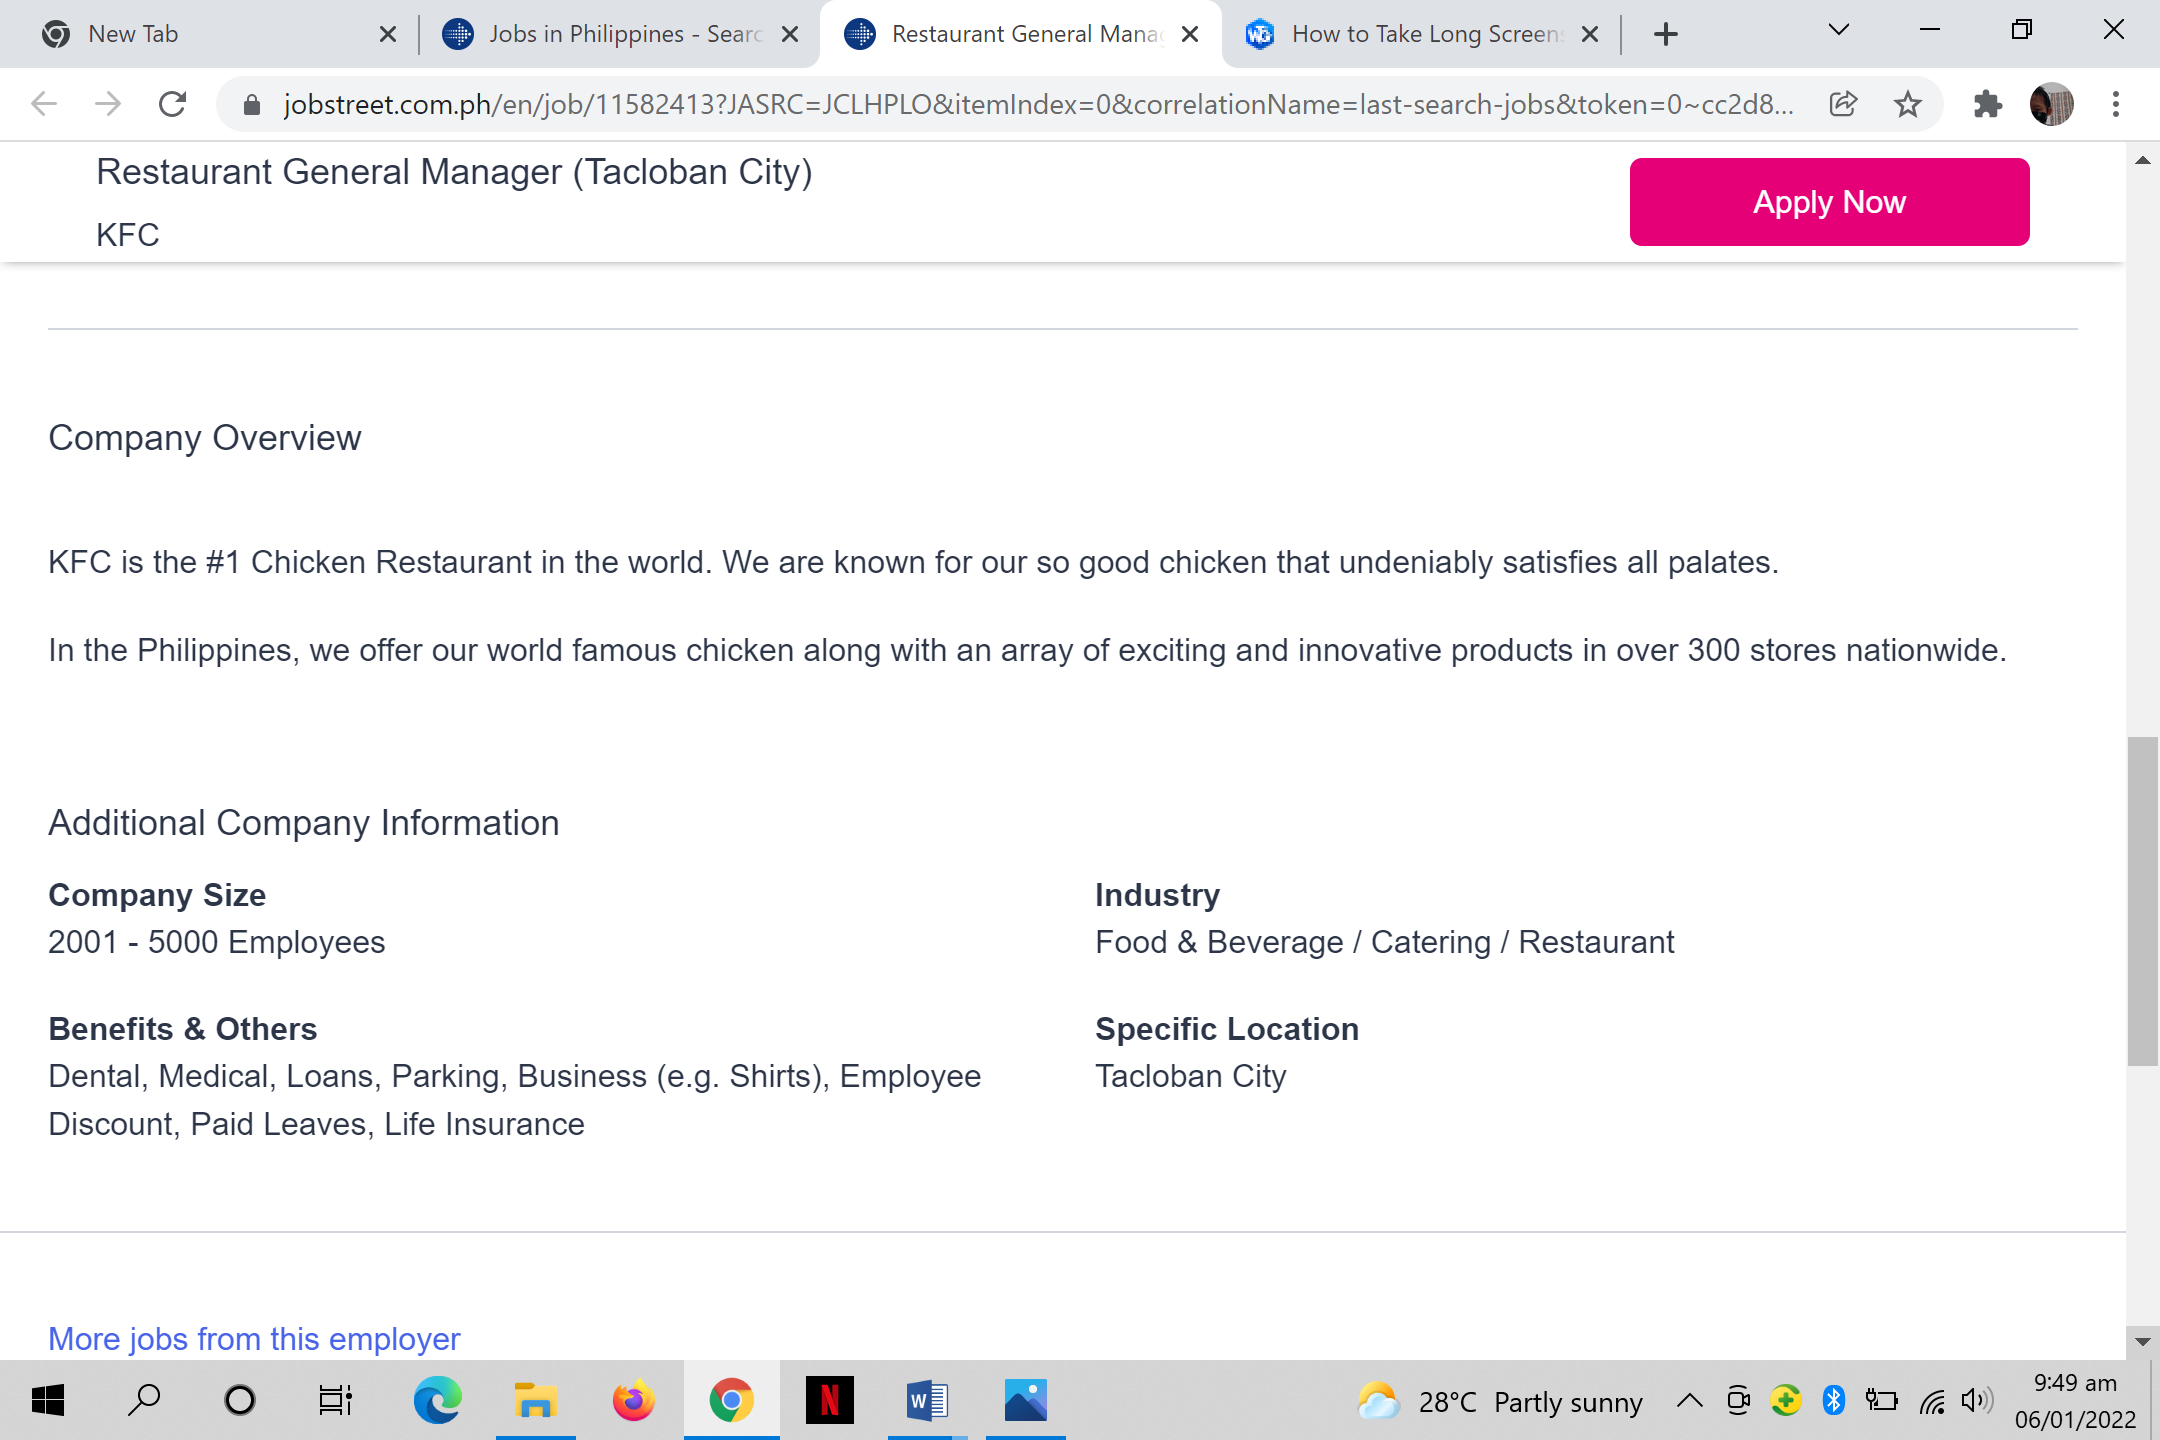 New Tab
Jobs in Philippines - Searc
Restaurant General Mana
How to Take Long Screen
jobstreet.com.ph/en/job/11582413?JASRC=JCLHPLO&itemIndex=0&correlationName=last-search-jobs&token=0~cc2d8...
Restaurant General Manager (Tacloban City)
KFC
Apply Now
Company Overview
KFC is the #1 Chicken Restaurant in the world. We are known for our so good chicken that undeniably satisfies all palates.
In the Philippines, we offer our world famous chicken along with an array of exciting and innovative products in over 300 stores nationwide.
Additional Company Information
Company Size
2001 - 5000 Employees
Industry
Food & Beverage / Catering / Restaurant
Benefits & Others
Dental, Medical, Loans, Parking, Business (e.g. Shirts), Employee
Discount, Paid Leaves, Life Insurance
Specific Location
Tacloban City
More jobs from this employer
28°C Partly sunny
9:49 am
06/01/2022